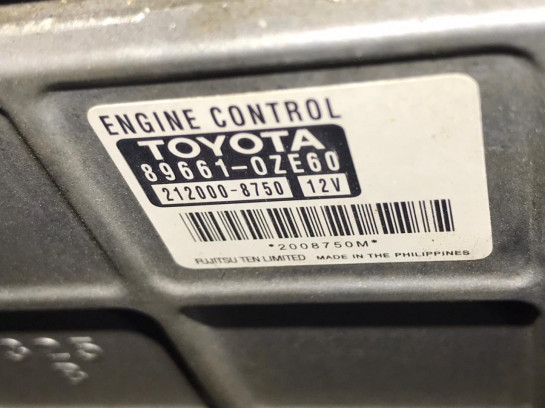 ENGINE CONTROL
TOYOTA
89661-0ZE60
212000-8750 12V
*2008750M*
FUJITSU TEN LIMITED MADE IN THE PHILIPPINES